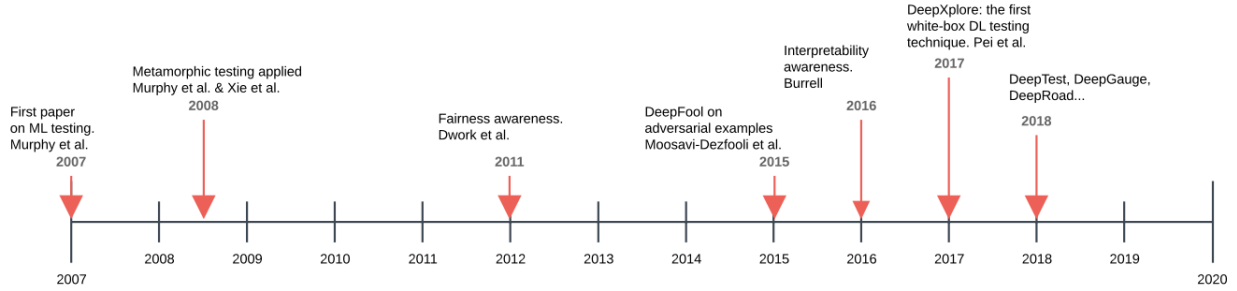 First paper
on ML testing.
Murphy et al.
2007
Metamorphic testing applied
Murphy et al. & Xie et al.
2008
Fairness awareness.
Dwork et al.
2011
DeepFool on
adversarial examples
Moosavi-Dezfooli et al.
2015
Interpretability
awareness.
Burrell
2016
DeepXplore: the first
white-box DL testing
technique. Pei et al.
2017
DeepTest, DeepGauge,
DeepRoad...
2018
2007
2008
2009
2010
2011
2012
2013
2014
2015
2016
2017
2018
2019
2020